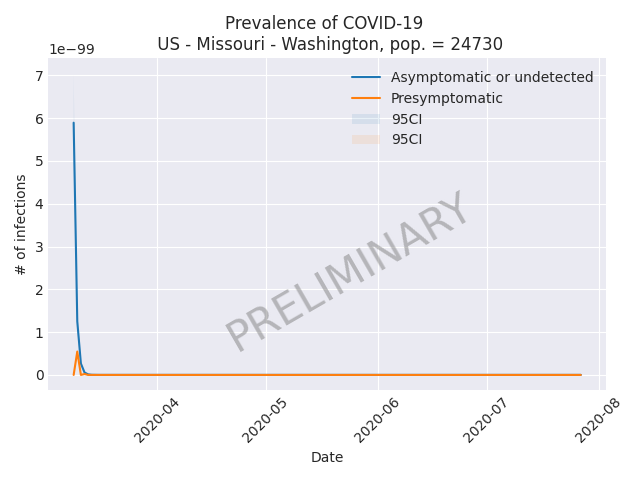 Prevalence of COVID-19
US - Missouri - Washington, pop. = 24730
1e−99
7
6
5
4
3
2
1
0
# of infections
Asymptomatic or undetected
Presymptomatic
95CI
95CI
PRELIMINARY
2020-04
2020-05
2020-06
2020-07
2020-08
Date